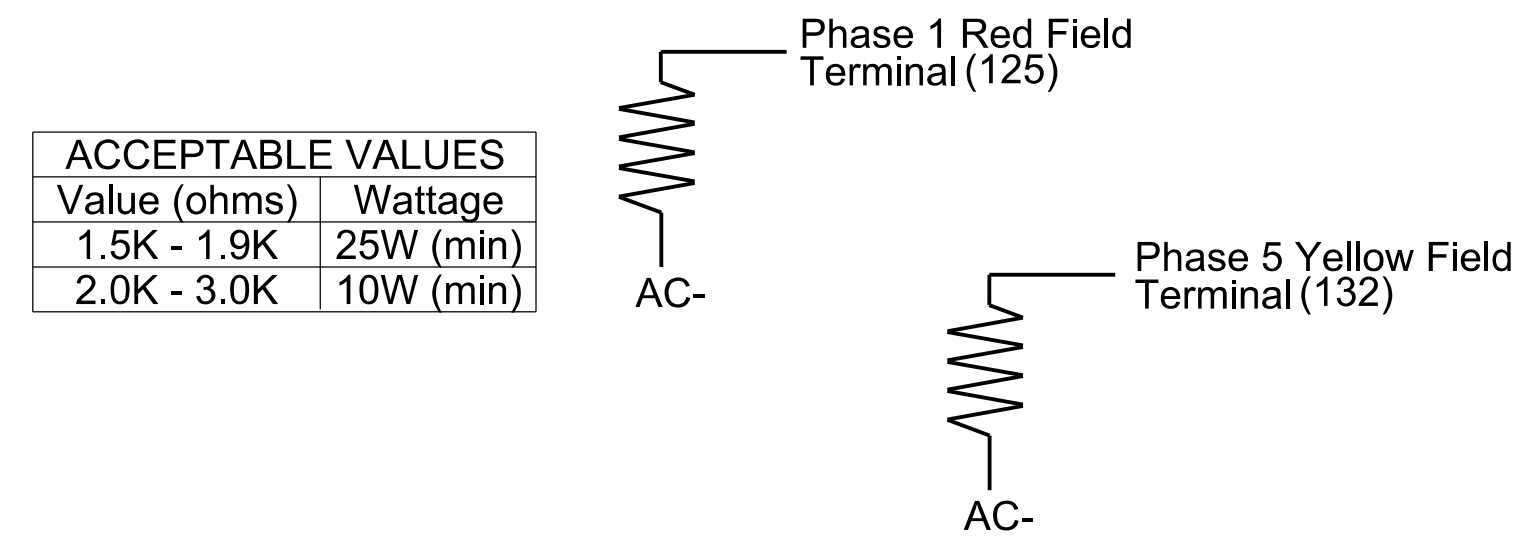 Phase 1 Red Field
Terminal (125)
ACCEPTABLE VALUES
Value (ohms) Wattage
1.5K - 1.9K 25W (min)
2.0K - 3.0K 10W (min)
AC-
Phase 5 Yellow Field
Terminal (132)
AC-